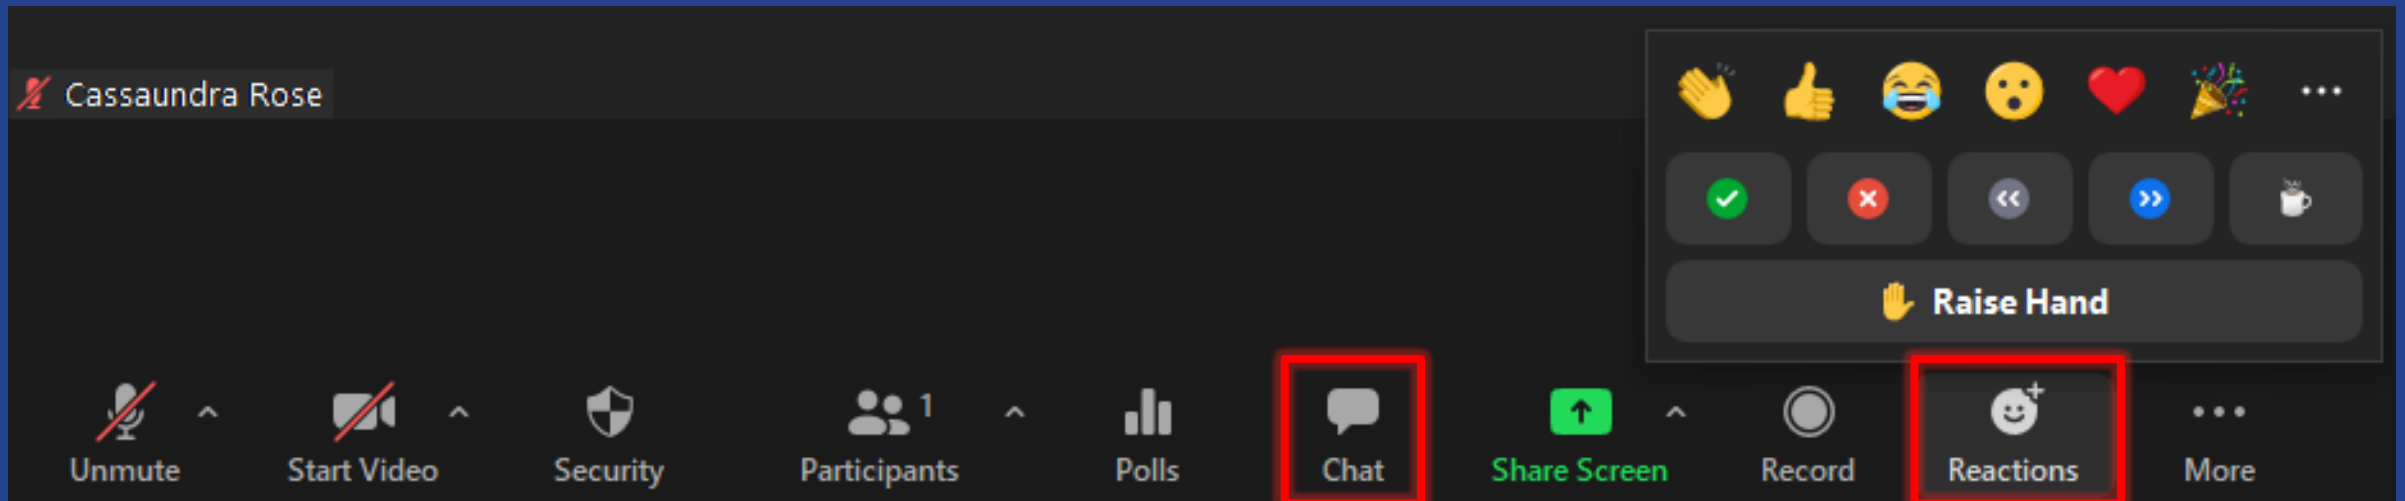 Cassaundra Rose
Raise Hand
Unmute
Start Video
Security
Participants
1
Polls
Chat
Share Screen
Record
Reactions
More